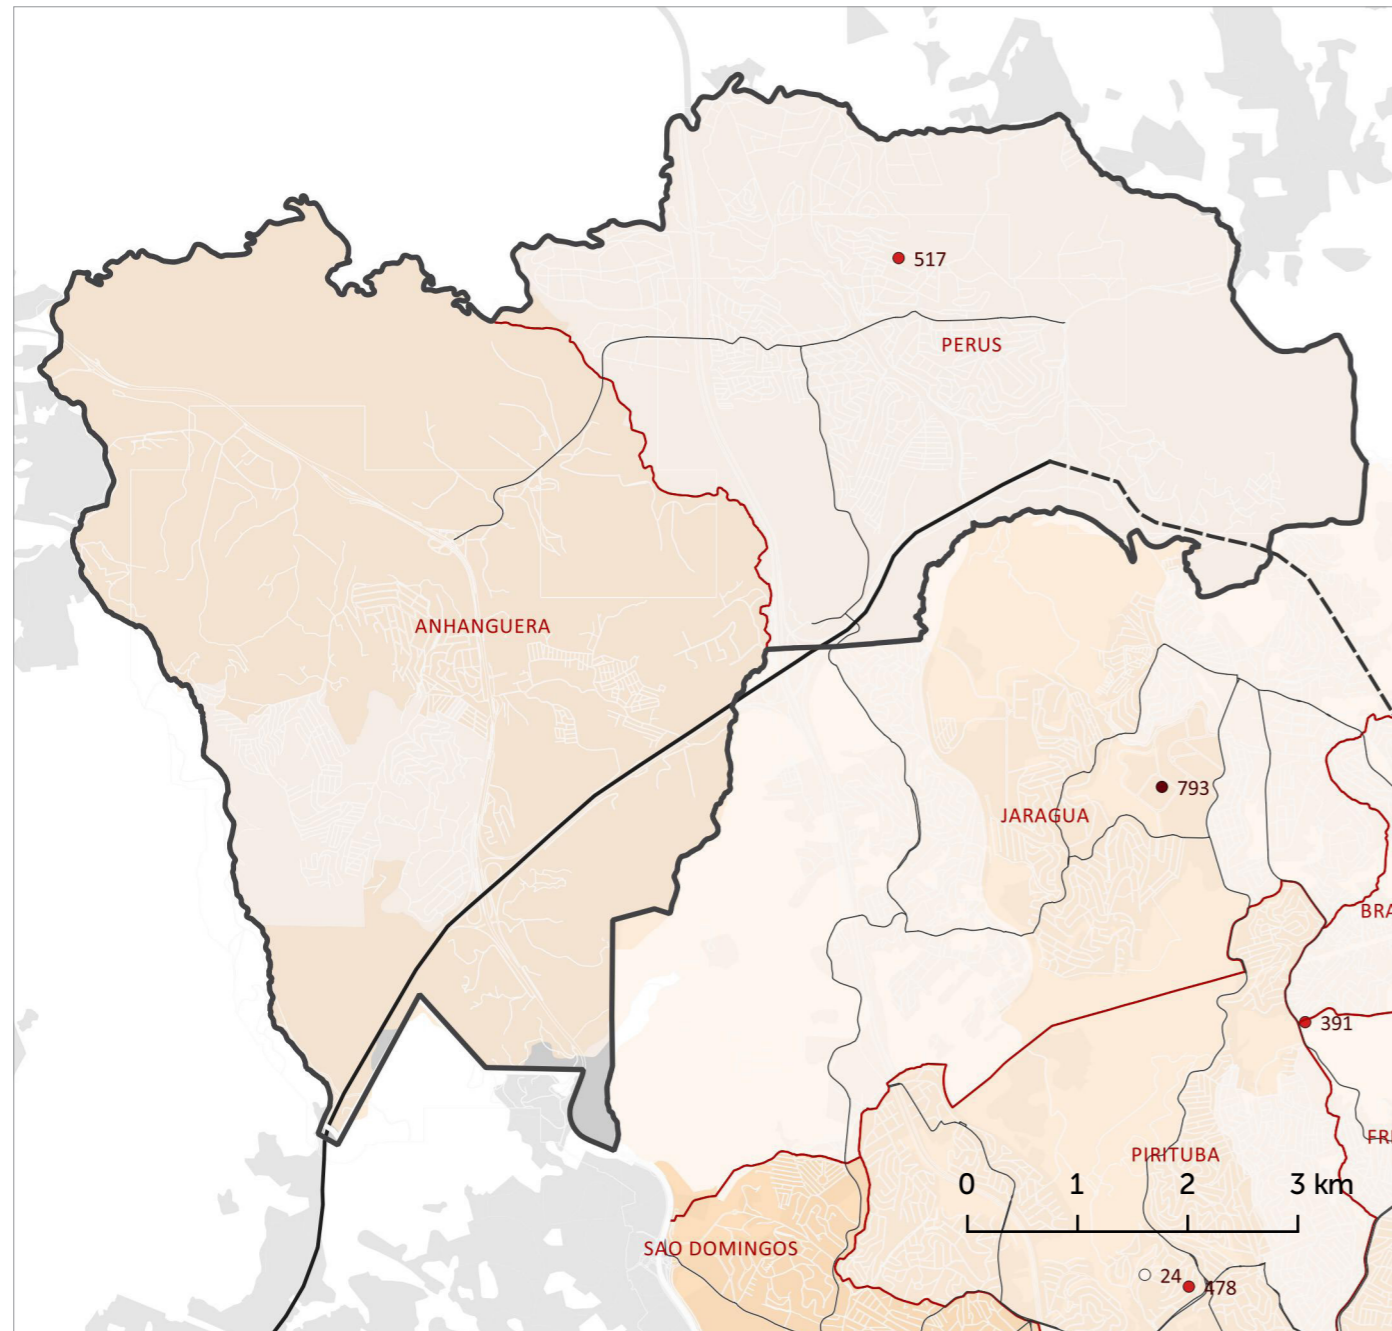 517
PERUS
ANHANGUERA
793
JARAGUA
BRA
391
FRE
PIRITUBA
0 1 2 3 km
SAO DOMINGOS
24
478